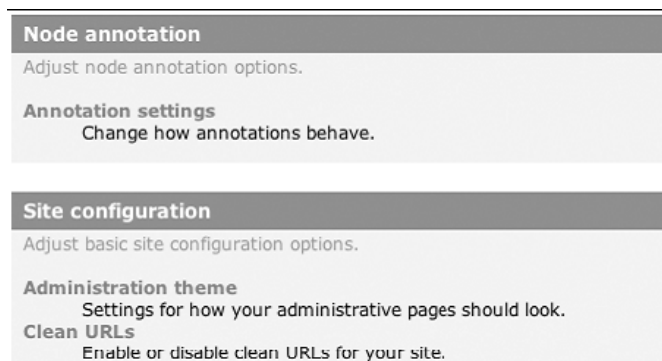 Node annotation
Adjust node annotation options.
Annotation settings
Change how annotations behave.
Site configuration
Adjust basic site configuration options.
Administration theme
Settings for how your administrative pages should look.
Clean URLs
Enable or disable clean URLs for your site.